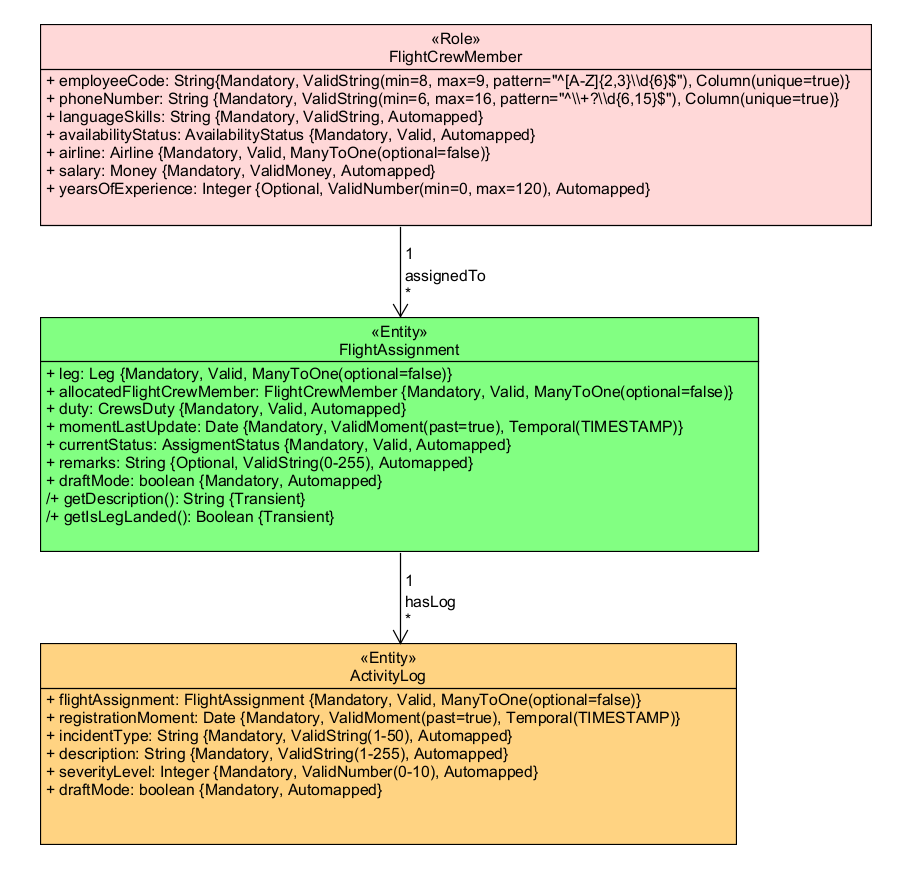 «Role»
FlightCrewMember
+ employeeCode: String{Mandatory, ValidString(min=8, max=9, pattern="^[A-Z]{2,3}\\d{6}$"), Column(unique=true)}
+ phoneNumber: String {Mandatory, ValidString(min=6, max=16, pattern="^\\+?\\d{6,15}$"), Column(unique=true)}
+ languageSkills: String {Mandatory, ValidString, Automapped}
+ availabilityStatus: AvailabilityStatus {Mandatory, Valid, Automapped}
+ airline: Airline {Mandatory, Valid, ManyToOne(optional=false)}
+ salary: Money {Mandatory, ValidMoney, Automapped}
+ yearsOfExperience: Integer {Optional, ValidNumber(min=0, max=120), Automapped}
1
assignedTo
*
«Entity»
FlightAssignment
+ leg: Leg {Mandatory, Valid, ManyToOne(optional=false)}
+ allocatedFlightCrewMember: FlightCrewMember {Mandatory, Valid, ManyToOne(optional=false)}
+ duty: CrewsDuty {Mandatory, Valid, Automapped}
+ momentLastUpdate: Date {Mandatory, ValidMoment(past=true), Temporal(TIMESTAMP)}
+ currentStatus: AssigmentStatus {Mandatory, Valid, Automapped}
+ remarks: String {Optional, ValidString(0-255), Automapped}
+ draftMode: boolean {Mandatory, Automapped}
/+ getDescription(): String {Transient}
/+ getIsLegLanded(): Boolean {Transient}
1
hasLog
*
«Entity»
ActivityLog
+ flightAssignment: FlightAssignment {Mandatory, Valid, ManyToOne(optional=false)}
+ registrationMoment: Date {Mandatory, ValidMoment(past=true), Temporal(TIMESTAMP)}
+ incidentType: String {Mandatory, ValidString(1-50), Automapped}
+ description: String {Mandatory, ValidString(1-255), Automapped}
+ severityLevel: Integer {Mandatory, ValidNumber(0-10), Automapped}
+ draftMode: boolean {Mandatory, Automapped}